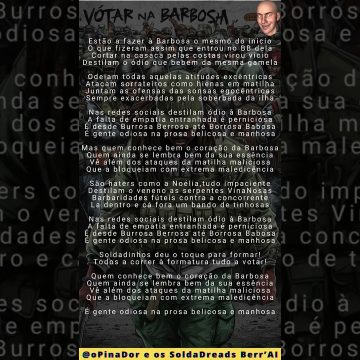 VOTAR NA BARBOSA
Estão a fazer à Barbosa o mesmo do início
O que fizeram assim que entrou no BB dela
Cortar na casaca pelas costas virou vício
Destilam o ódio que bebem da mesma gamela
Odeiam todas aquelas atitudes excêntricas
Atacam sorrateiros como hienas em matilha
Juntam as ofensas das sonsas egocêntricas
Sempre exacerbadas pela soberba da ilha
Nas redes sociais destilam ódio à Barbosa
A falta de empatia entranhada e perniciosa
É desde Burrosa Berrosa até Borrosa Babosa
É gente odiosa na prosa belicosa e manhosa
Mas quem conhece bem o coração da Barbosa
Quem ainda se lembra bem da sua essência
Vê além dos ataques da matilha maliciosa
Que a bloqueiam com extrema maledicência
São haters como a Noélia,tudo impaciente
Destilam o veneno as serpentes VinaNosas
Barbaridades fúteis contra a concorrente
Lá dentro e cá fora um bando de tinhosas
Nas redes sociais destilam ódio à Barbosa
A falta de empatia entranhada e perniciosa
É desde Burrosa Berrosa até Borrosa Babosa
É gente odiosa na prosa belicosa e manhosa
Soldadinhos deu o toque para formar!
Todos a correr à formatura tudo a votar!
Quem conhece bem o coração da Barbosa
Quem ainda se lembra bem da sua essência
Vê além dos ataques da matilha maliciosa
Que a bloqueiam com extrema maledicência
É gente odiosa na prosa belicosa e manhosa
@oPinaDor e os SoldaDreads Berr'AI